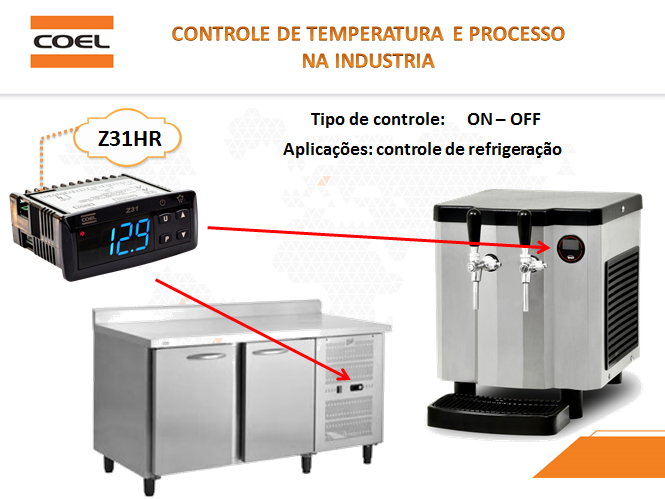 COEL
CONTROLE DE TEMPERATURA E PROCESSO
NA INDUSTRIA
Z31HR
Tipo de controle: ON – OFF
Aplicações: controle de refrigeração
COEL
Z31
12.9
U
P